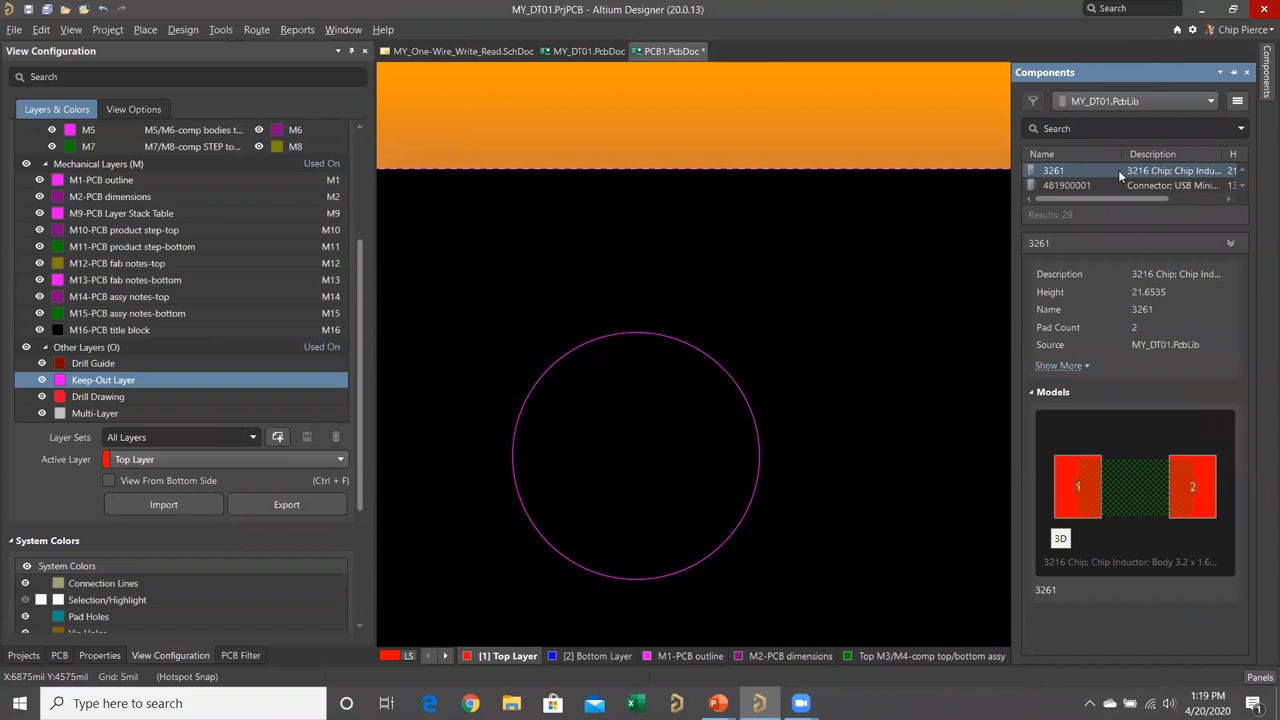 MY_DT01.PrjPCB - Altium Designer (20.0.13)
Search
File Edit View Project Place Design Tools Route Reports Window Help
Chip Pierce
View Configuration
MY_One-Wire_Write_Read.SchDoc
MY_DT01.PcbDoc
PCB1.PcbDoc *
Components
Components
Search
MY_DT01.PcbLib
Layers & Colors
View Options
Search
M5 M5/M6-comp bodies t... M6
M7 M7/M8-comp STEP to... M8
Name Description H
Mechanical Layers (M) Used On
3261 3216 Chip; Chip Indu... 21
M1-PCB outline M1
481900001 Connector; USB Mini... 13
M2-PCB dimensions M2
M9-PCB Layer Stack Table M9
Results: 29
M10-PCB product step-top M10
M11-PCB product step-bottom M11
3261
M12-PCB fab notes-top M12
M13-PCB fab notes-bottom M13
Description 3216 Chip; Chip Ind...
M14-PCB assy notes-top M14
Height 21.6535
M15-PCB assy notes-bottom M15
Name 3261
M16-PCB title block M16
Pad Count 2
Other Layers (O) Used On
Source MY_DT01.PcbLib
Drill Guide
Show More
Keep-Out Layer
Models
Drill Drawing
Multi-Layer
Layer Sets All Layers
Active Layer Top Layer
View From Bottom Side (Ctrl + F)
1 2
Import Export
3D
System Colors
3216 Chip; Chip Inductor; Body 3.2 x 1.6...
System Colors
Connection Lines
3261
Selection/Highlight
Pad Holes
Projects PCB Properties View Configuration PCB Filter
LS [1] Top Layer [2] Bottom Layer M1-PCB outline M2-PCB dimensions Top M3/M4-comp top/bottom assy
X:6875mil Y:4575mil Grid: 5mil (Hotspot Snap)
Panels
Type here to search
1:19 PM
4/20/2020
1